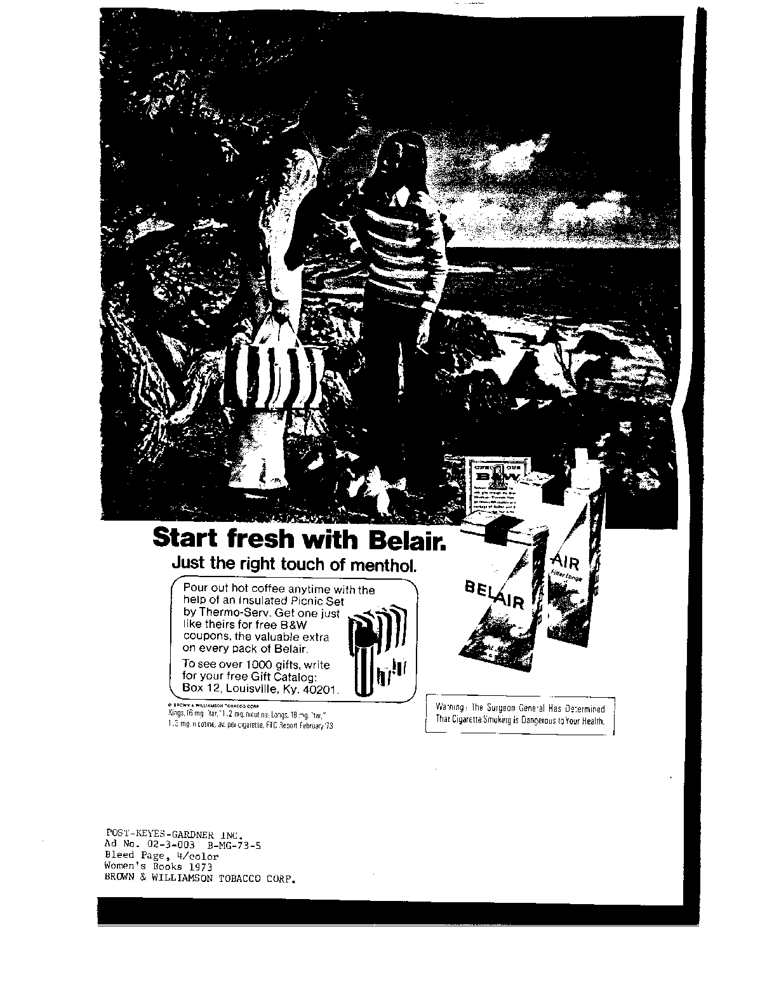 B&W
BELAIR
AIR
Filter Longs
Start fresh with Belair.
Just the right touch of menthol.
Pour out hot coffee anytime with the
help of an Insulated Picnic Set
by Thermo-Serv. Get one just
like theirs for free B&W
coupons, the valuable extra
on every pack of Belair.
To see over 1000 gifts, write
for your free Gift Catalog:
Box 12, Louisville, Ky. 40201.
© BROWN & WILLIAMSON TOBACCO CORP.
Kings, 16 mg. "tar," 1.2 mg. nicotine; Longs, 18 mg. "tar,"
1.3 mg. nicotine, av. per cigarette, FTC Report February '73
Warning: The Surgeon General Has Determined
That Cigarette Smoking Is Dangerous to Your Health.
POST-KEYES-GARDNER INC.
Ad No. 02-3-003 B-MG-73-5
Bleed Page, 4/color
Women's Books 1973
BROWN & WILLIAMSON TOBACCO CORP.